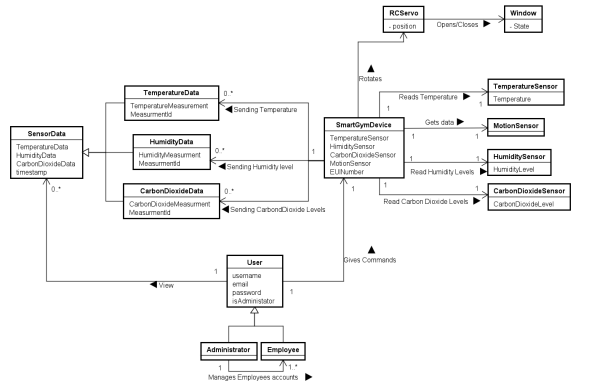 RCServo
- position
Opens/Closes
Window
- State
Rotates
TemperatureData
TemperatureMeasurement
MeasurmentId
0..*
Sending Temperature
Reads Temperature
1
1
TemperatureSensor
Temperature
SensorData
TemperatureData
HumidityData
CarbonDioxideData
timestamp
HumidityData
HumidityMeasurment
MeasurmentId
0..*
Sending Humidity level
1
SmartGymDevice
TemperatureSensor
HimiditySensor
CarbonDioxideSensor
MotionSensor
EUINumber
Gets data
1
1
MotionSensor
1
1
HumiditySensor
HumidityLevel
Read Humidity Levels
CarbonDioxideData
CarbonDioxideMeasurment
MeasurmentId
0..*
Sending CarbondDioxide Levels
0..*
1
1
1
Read Carbon Dioxide Levels
CarbonDioxideSensor
CarbonDioxideLevel
Gives Commands
User
username
email
password
isAdministator
1
View
1
Administrator
Employee
1
1..*
Manages Employees accounts